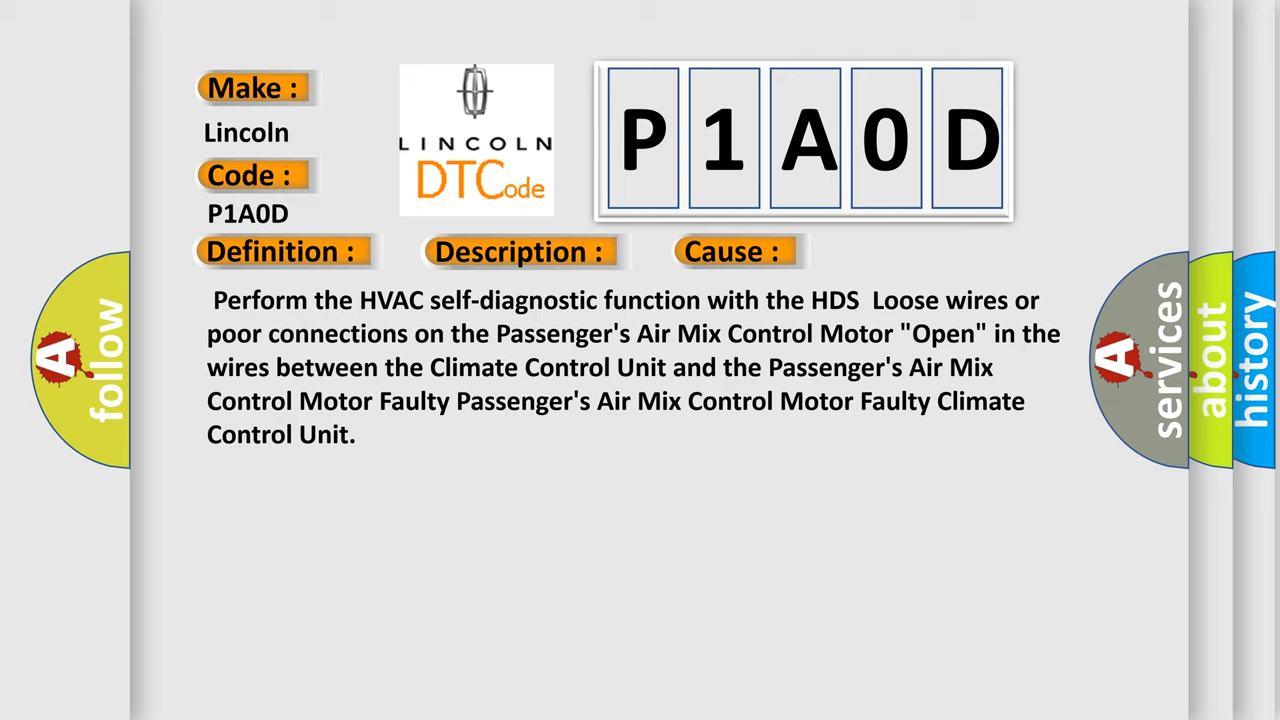 Make :
Lincoln
Code :
P1A0D
LINCOLN
DTCode
P 1 A 0 D
Definition :
Description :
Cause :
Perform the HVAC self-diagnostic function with the HDS  Loose wires or
poor connections on the Passenger's Air Mix Control Motor "Open" in the
wires between the Climate Control Unit and the Passenger's Air Mix
Control Motor Faulty Passenger's Air Mix Control Motor Faulty Climate
Control Unit.
A follow
A services
about
history